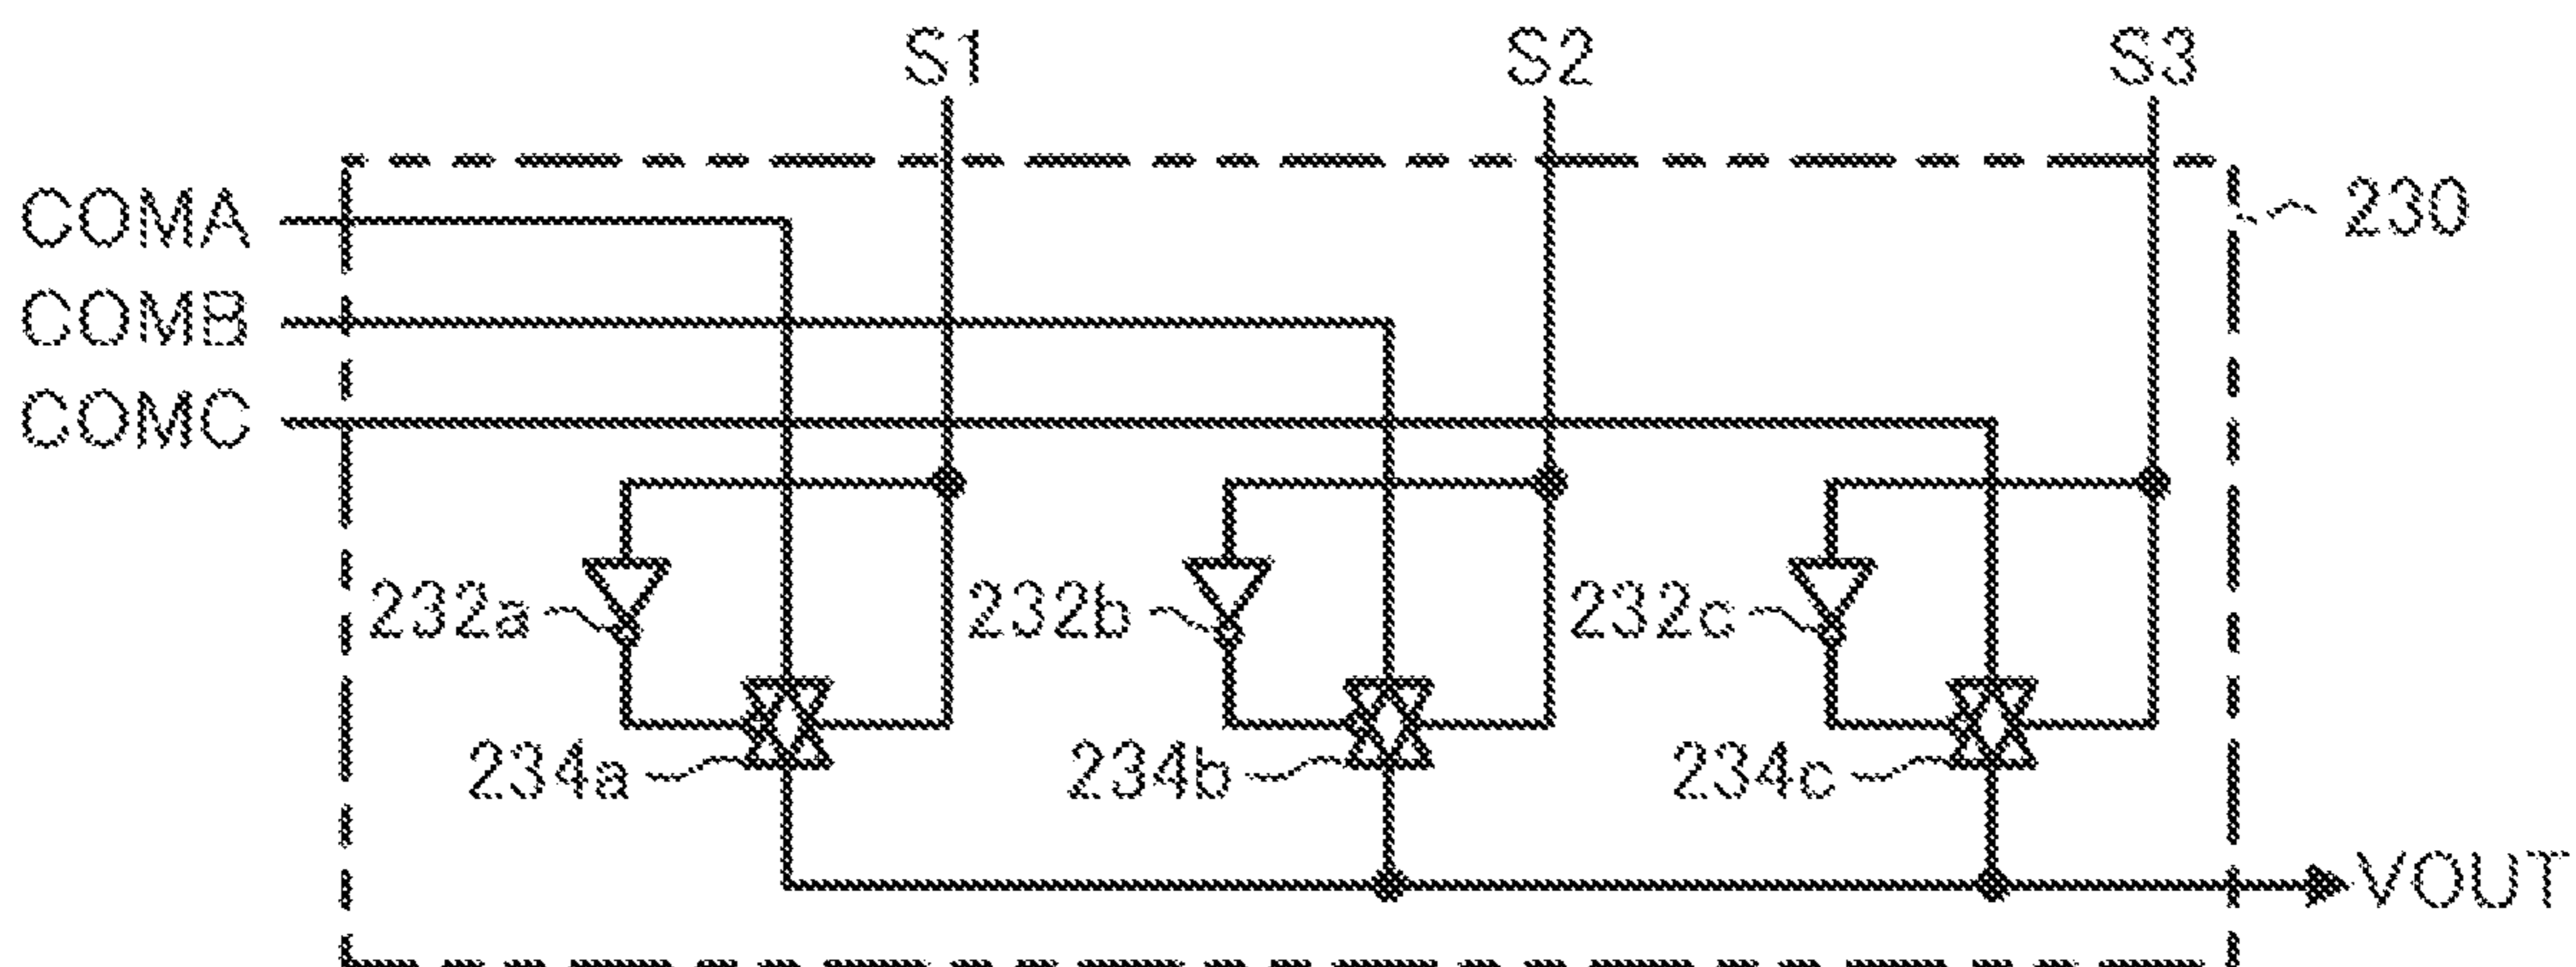 S1 S2 S3
COMA
230
COMB
COMC
232a 232b 232c
234a 234b 234c
VOUT